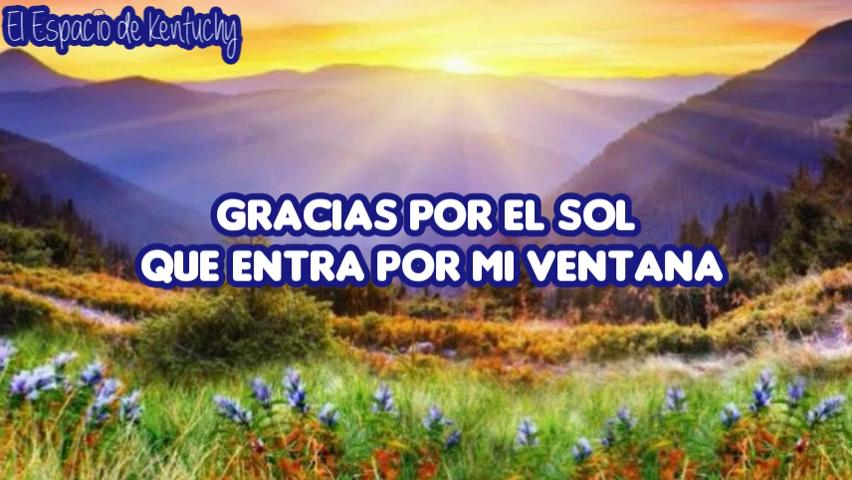 El Espacio de Kentuchy
GRACIAS POR EL SOL
QUE ENTRA POR MI VENTANA